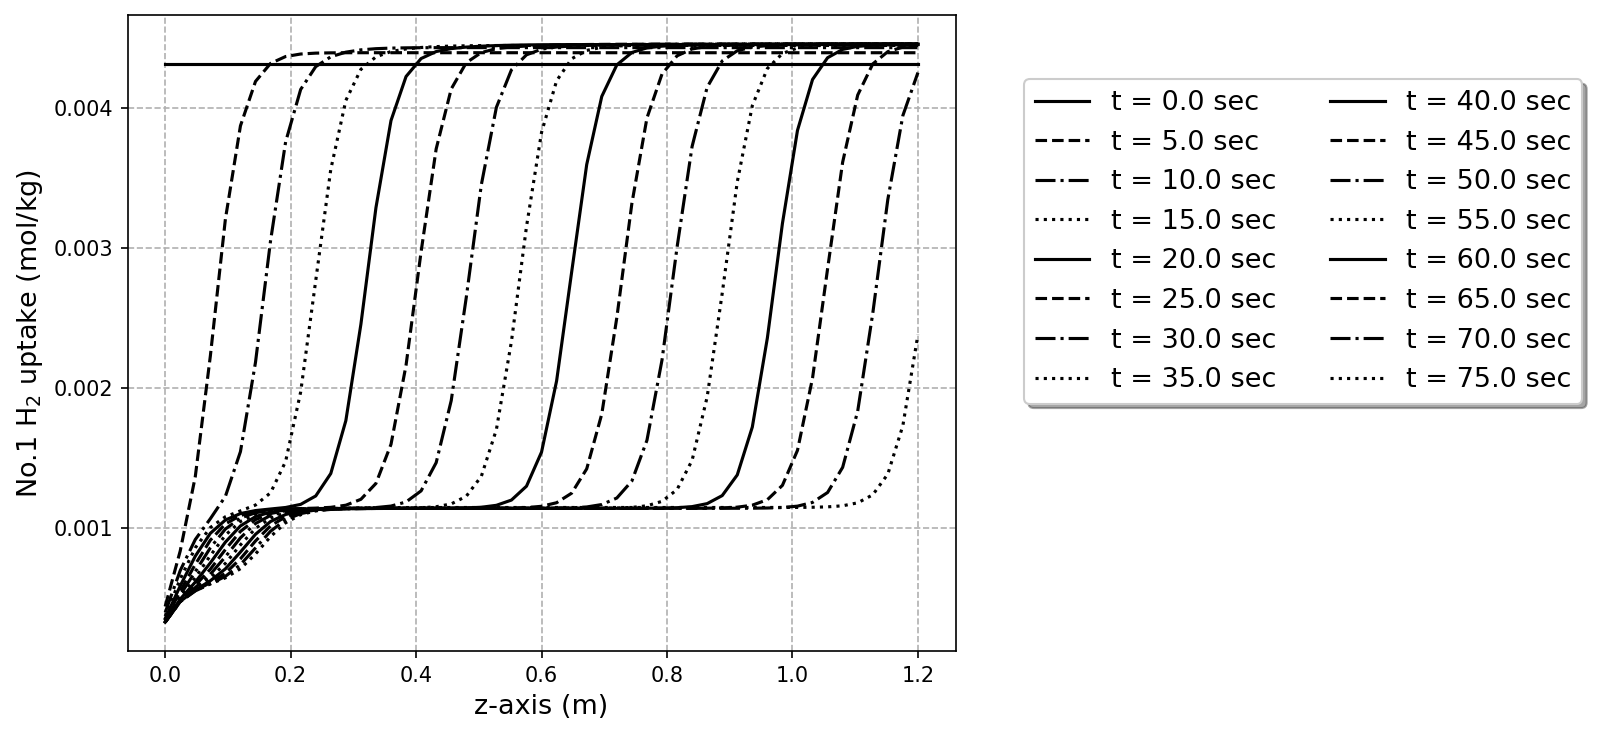 0.004
0.003
0.002
0.001
No.1 H₂ uptake (mol/kg)
0.0 0.2 0.4 0.6 0.8 1.0 1.2
z-axis (m)
t = 0.0 sec
t = 5.0 sec
t = 10.0 sec
t = 15.0 sec
t = 20.0 sec
t = 25.0 sec
t = 30.0 sec
t = 35.0 sec
t = 40.0 sec
t = 45.0 sec
t = 50.0 sec
t = 55.0 sec
t = 60.0 sec
t = 65.0 sec
t = 70.0 sec
t = 75.0 sec